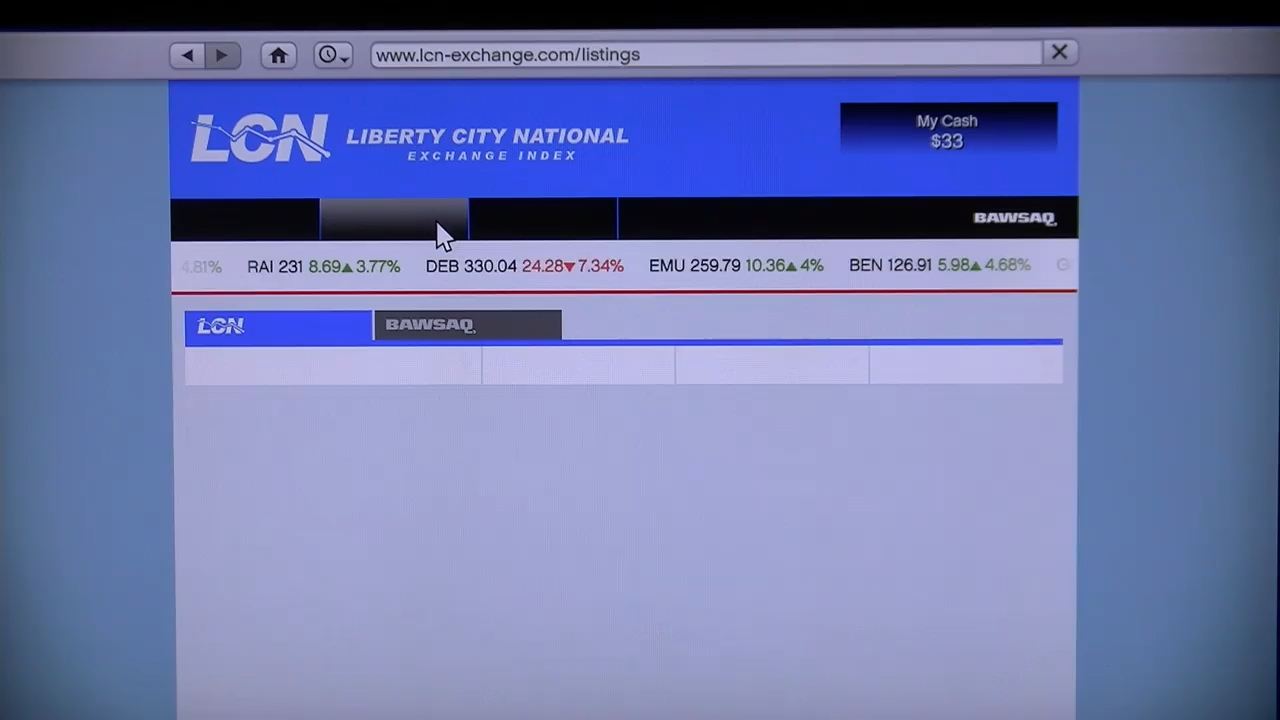 www.lcn-exchange.com/listings
LCN LIBERTY CITY NATIONAL
EXCHANGE INDEX
My Cash
$33
BAWSAQ
4.81% RAI 231 8.69▲3.77% DEB 330.04 24.28▼7.34% EMU 259.79 10.36▲4% BEN 126.91 5.98▲4.68%
LCN BAWSAQ